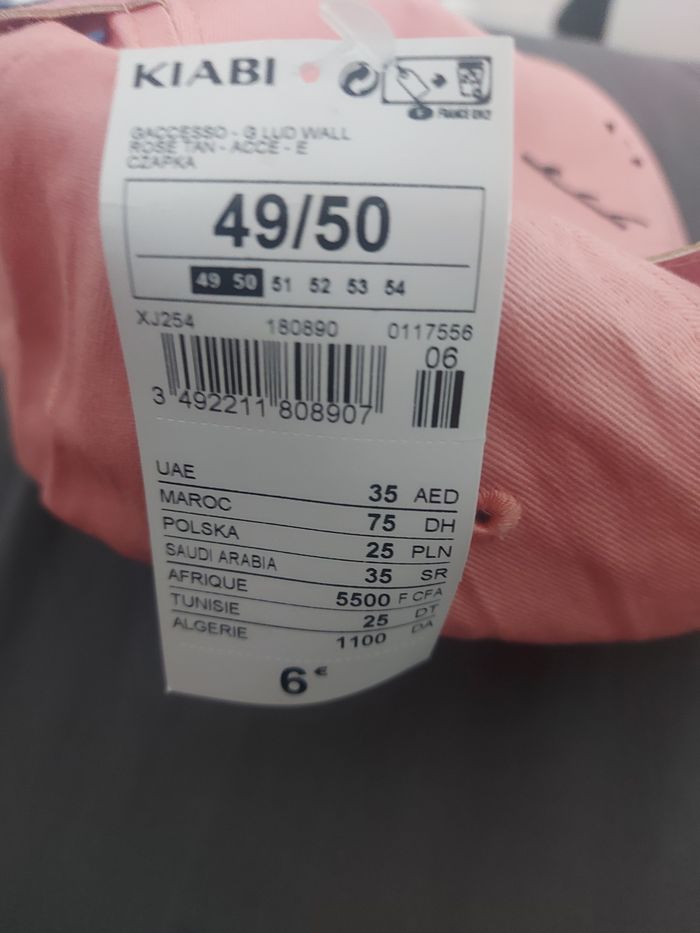 KIABI
GACCESSO - G LUD WALL
ROSE TAN - ACCE - E
CZAPKA
49/50
49 50 51 52 53 54
XJ254 180890 0117556
06
3 492211 808907
UAE 35 AED
MAROC 75 DH
POLSKA 25 PLN
SAUDI ARABIA 35 SR
AFRIQUE 5500 F CFA
TUNISIE 25 DT
ALGERIE 1100 DA
6€